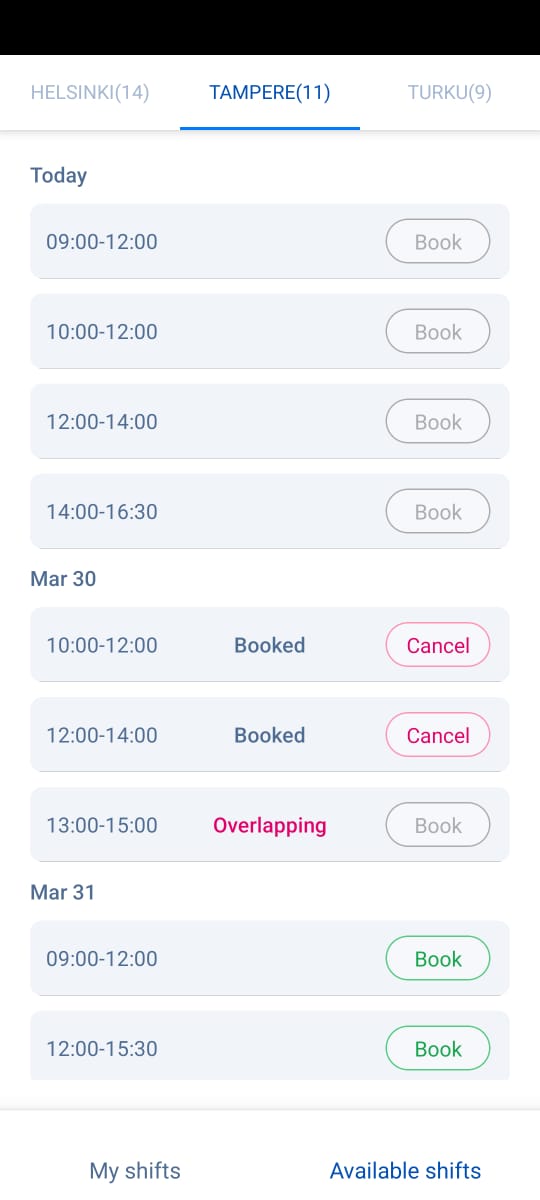 HELSINKI(14) TAMPERE(11) TURKU(9)
Today
09:00-12:00 Book
10:00-12:00 Book
12:00-14:00 Book
14:00-16:30 Book
Mar 30
10:00-12:00 Booked Cancel
12:00-14:00 Booked Cancel
13:00-15:00 Overlapping Book
Mar 31
09:00-12:00 Book
12:00-15:30 Book
My shifts Available shifts